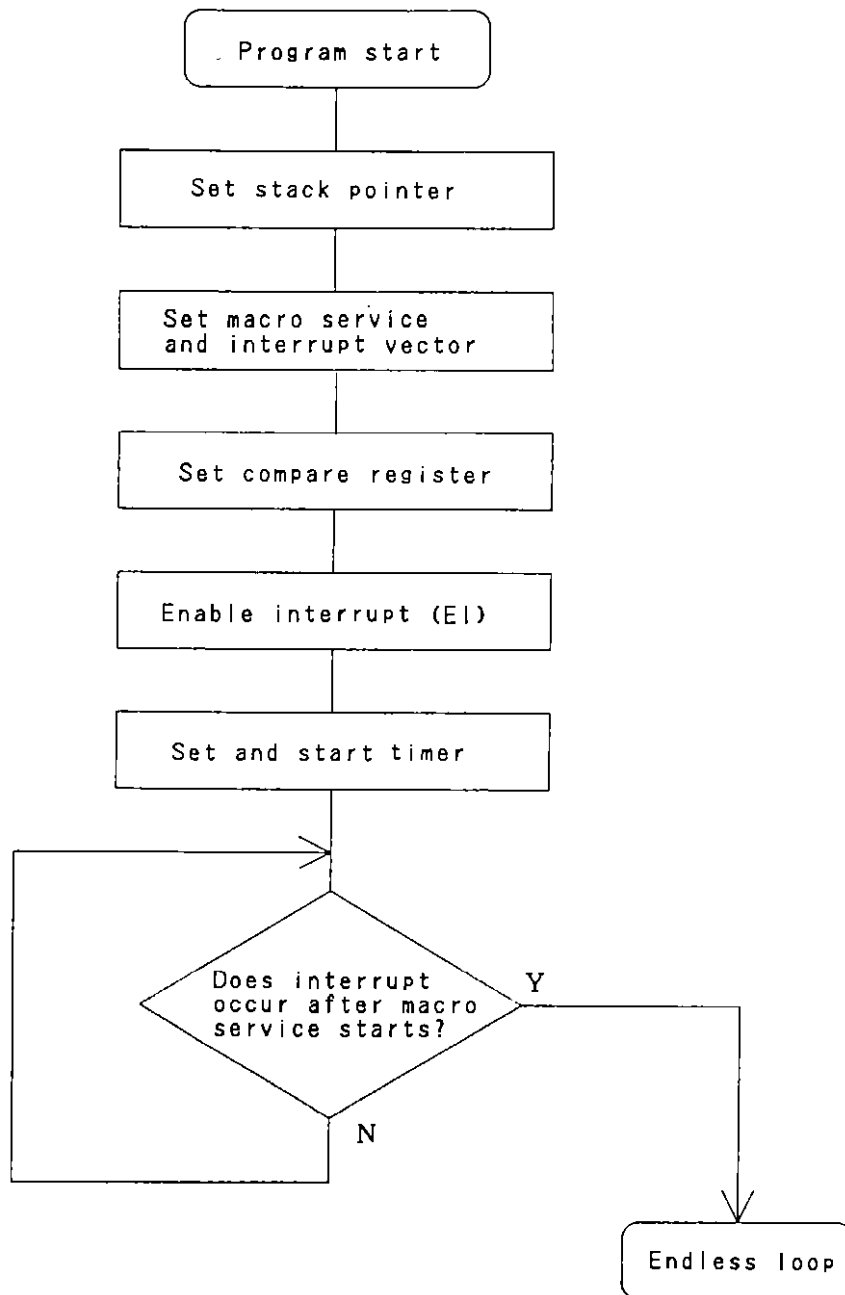 Program start
Set stack pointer
Set macro service
and interrupt vector
Set compare register
Enable interrupt (EI)
Set and start timer
Does interrupt
occur after macro
service starts?
Y
N
Endless loop